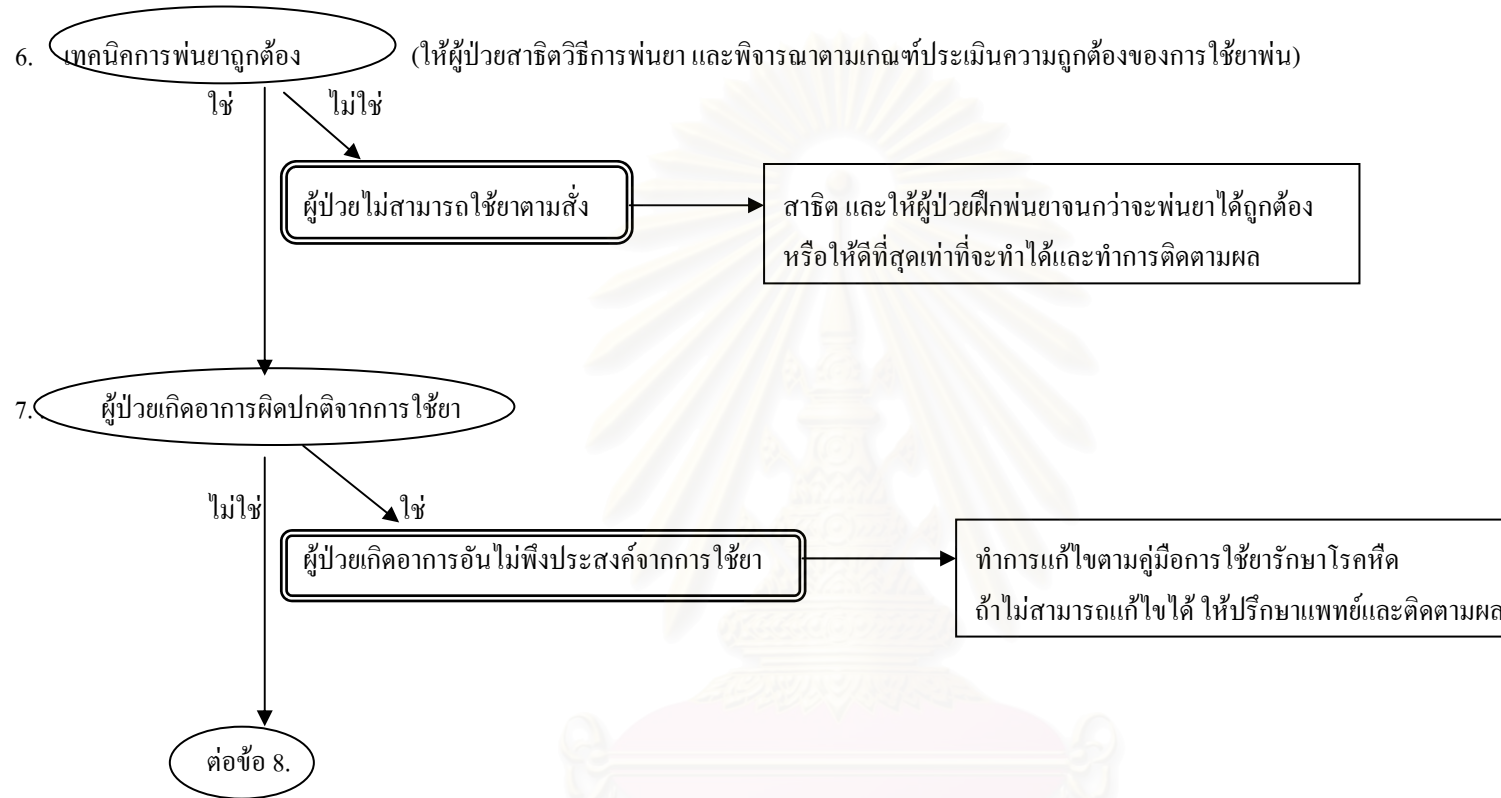 6. เทคนิคการพ่นยาถูกต้อง (ให้ผู้ป่วยสาธิตวิธีการพ่นยา และพิจารณาตามเกณฑ์ประเมินความถูกต้องของการใช้ยาพ่น)
ใช่ ไม่ใช่
ผู้ป่วยไม่สามารถใช้ยาตามสั่ง
สาธิต และให้ผู้ป่วยฝึกพ่นยาจนกว่าจะพ่นยาได้ถูกต้อง
หรือให้ดีที่สุดเท่าที่จะทำได้และทำการติดตามผล
7. ผู้ป่วยเกิดอาการผิดปกติจากการใช้ยา
ไม่ใช่ ใช่
ผู้ป่วยเกิดอาการอันไม่พึงประสงค์จากการใช้ยา
ทำการแก้ไขตามคู่มือการใช้ยารักษาโรคหืด
ถ้าไม่สามารถแก้ไขได้ ให้ปรึกษาแพทย์และติดตามผล
ต่อข้อ 8.